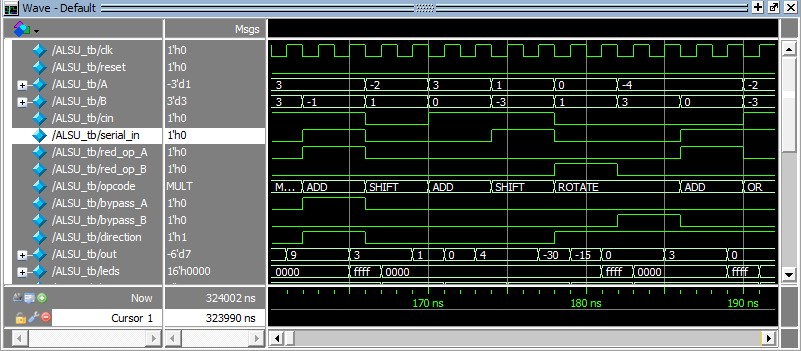 Wave - Default
Msgs
/ALSU_tb/clk 1'h0
/ALSU_tb/reset 1'h0
/ALSU_tb/A -3'd1 3 -2 3 1 0 -4 -2
/ALSU_tb/B 3'd3 3 -1 1 0 -3 1 3 0 -3
/ALSU_tb/cin 1'h0
/ALSU_tb/serial_in 1'h0
/ALSU_tb/red_op_A 1'h0
/ALSU_tb/red_op_B 1'h0
/ALSU_tb/opcode MULT M... ADD SHIFT ADD SHIFT ROTATE ADD OR
/ALSU_tb/bypass_A 1'h0
/ALSU_tb/bypass_B 1'h0
/ALSU_tb/direction 1'h1
/ALSU_tb/out -6'd7 9 3 1 0 4 -30 -15 0 3 0
/ALSU_tb/leds 16'h0000 0000 ffff 0000 ffff 0000 ffff
Now 324002 ns 170 ns 180 ns 190 ns
Cursor 1 323990 ns